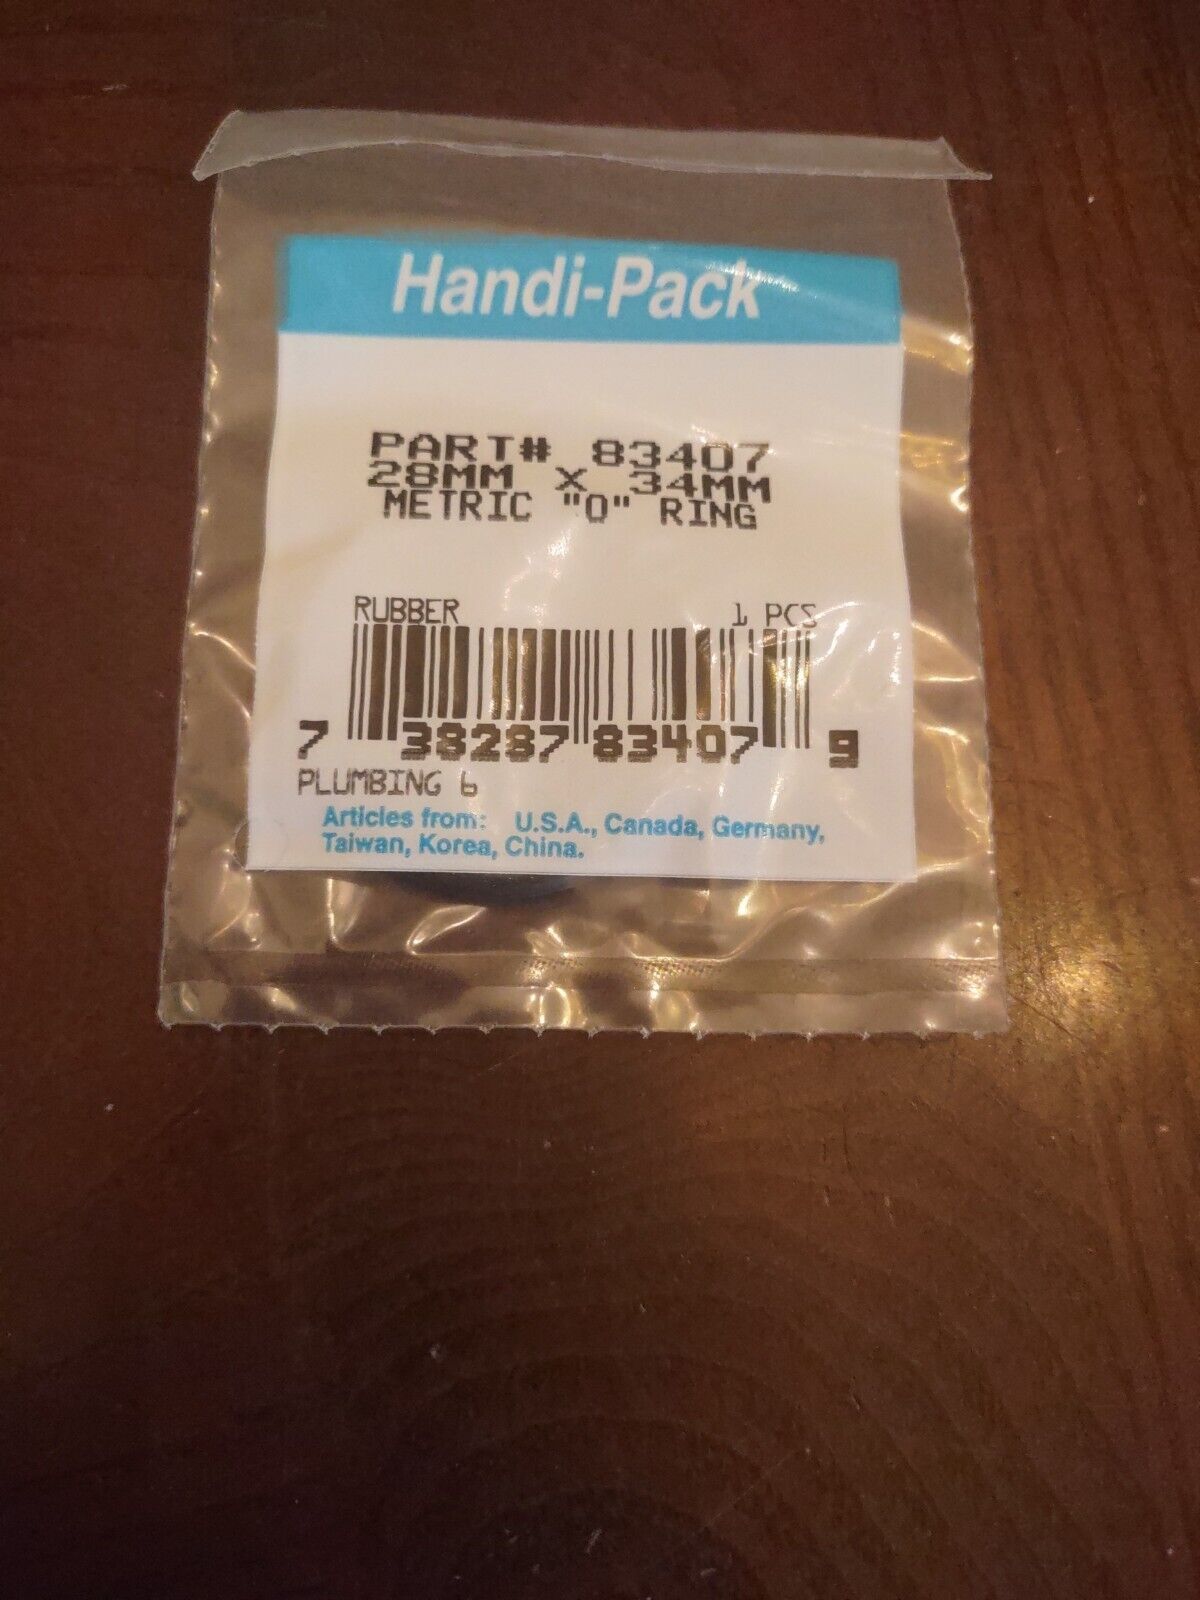 Handi-Pack
PART# 83407
28MM x 34MM
METRIC "O" RING
RUBBER 1 PCS
7 38287 83407 9
PLUMBING 6
Articles from: U.S.A., Canada, Germany,
Taiwan, Korea, China.